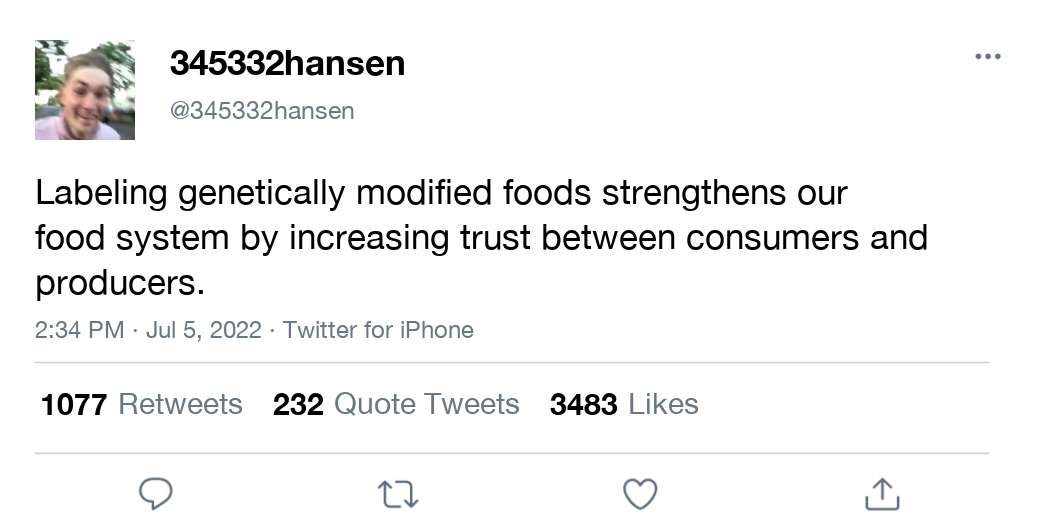 345332hansen
@345332hansen
Labeling genetically modified foods strengthens our
food system by increasing trust between consumers and
producers.
2:34 PM · Jul 5, 2022 · Twitter for iPhone
1077 Retweets 232 Quote Tweets 3483 Likes